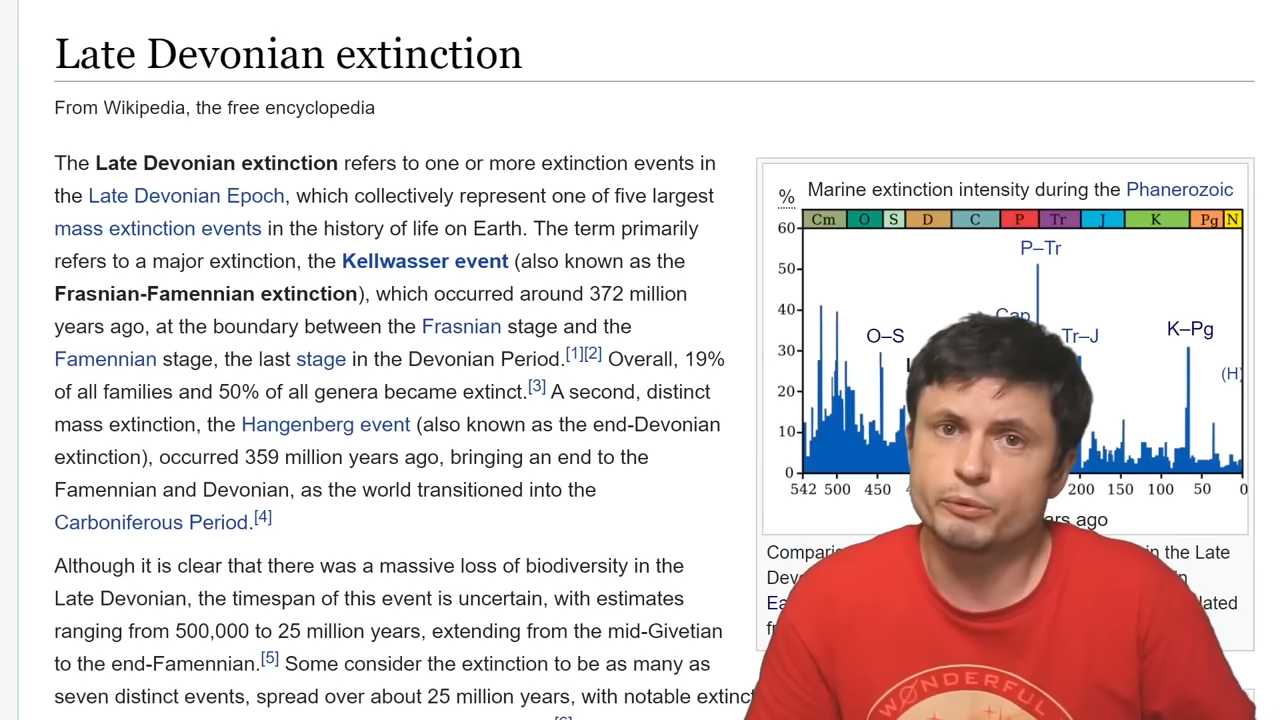 Late Devonian extinction
From Wikipedia, the free encyclopedia
The Late Devonian extinction refers to one or more extinction events in
the Late Devonian Epoch, which collectively represent one of five largest
mass extinction events in the history of life on Earth. The term primarily
refers to a major extinction, the Kellwasser event (also known as the
Frasnian-Famennian extinction), which occurred around 372 million
years ago, at the boundary between the Frasnian stage and the
Famennian stage, the last stage in the Devonian Period.[1][2] Overall, 19%
of all families and 50% of all genera became extinct.[3] A second, distinct
mass extinction, the Hangenberg event (also known as the end-Devonian
extinction), occurred 359 million years ago, bringing an end to the
Famennian and Devonian, as the world transitioned into the
Carboniferous Period.[4]
Although it is clear that there was a massive loss of biodiversity in the
Late Devonian, the timespan of this event is uncertain, with estimates
ranging from 500,000 to 25 million years, extending from the mid-Givetian
to the end-Famennian.[5] Some consider the extinction to be as many as
seven distinct events, spread over about 25 million years, with notable extinct
% Marine extinction intensity during the Phanerozoic
Cm O S D C P Tr J K Pg N
60
P–Tr
50
40
Cap
O–S Tr–J K–Pg
30
(H)
20
10
0
542 500 450 200 150 100 50 0
ars ago
in the Late
WONDERFUL